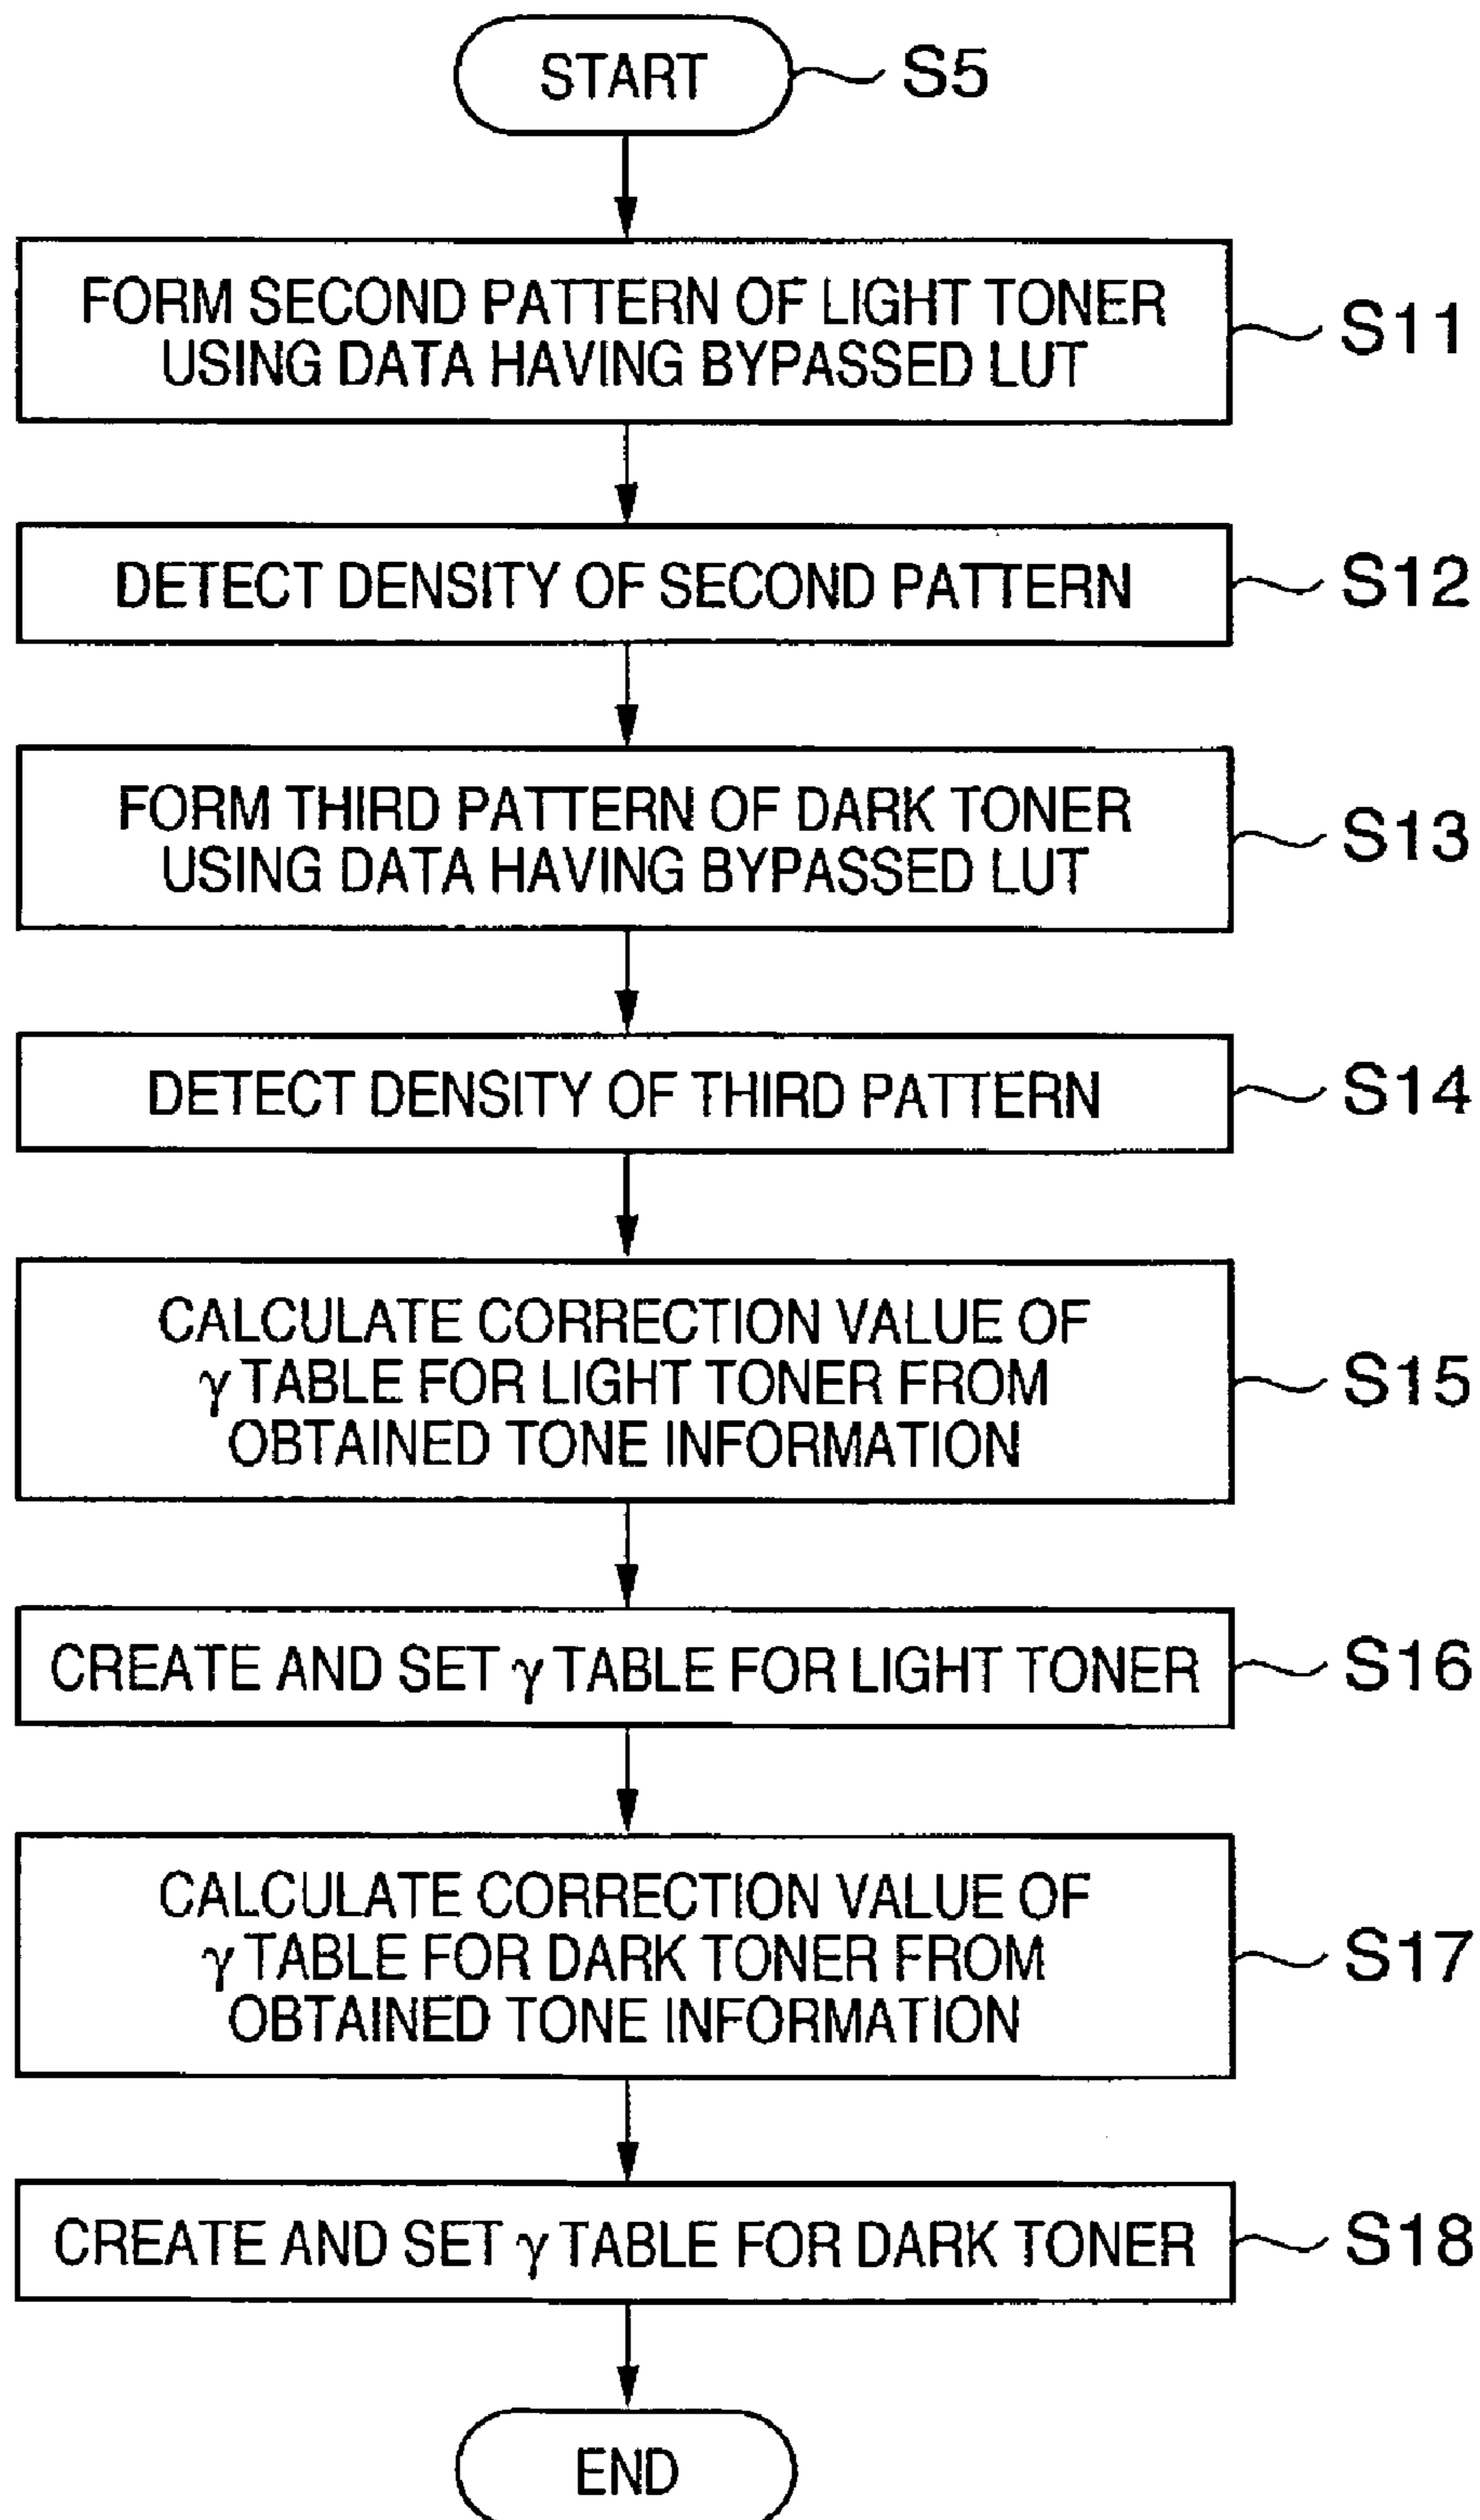 START S5
FORM SECOND PATTERN OF LIGHT TONER
USING DATA HAVING BYPASSED LUT
S11
DETECT DENSITY OF SECOND PATTERN S12
FORM THIRD PATTERN OF DARK TONER
USING DATA HAVING BYPASSED LUT
S13
DETECT DENSITY OF THIRD PATTERN S14
CALCULATE CORRECTION VALUE OF
γ TABLE FOR LIGHT TONER FROM
OBTAINED TONE INFORMATION
S15
CREATE AND SET γ TABLE FOR LIGHT TONER S16
CALCULATE CORRECTION VALUE OF
γ TABLE FOR DARK TONER FROM
OBTAINED TONE INFORMATION
S17
CREATE AND SET γ TABLE FOR DARK TONER S18
END